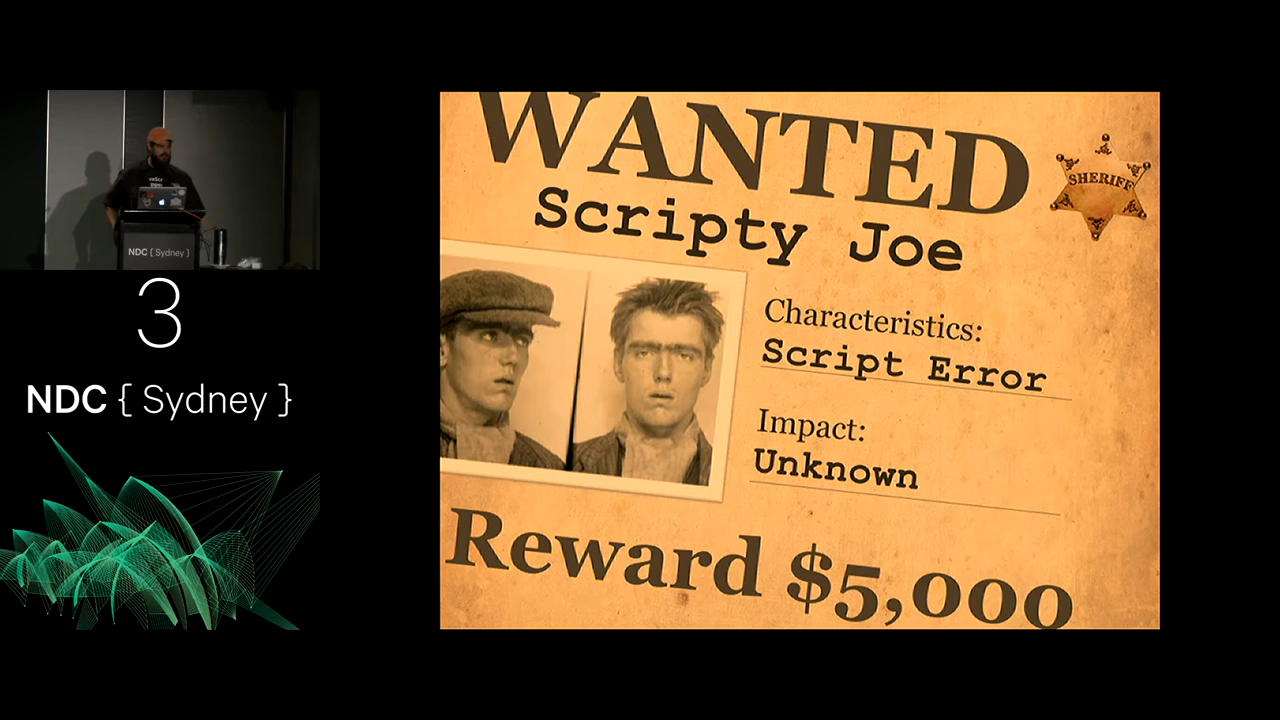 NDC { Sydney }
3
NDC { Sydney }
WANTED
SHERIFF
Scripty Joe
Characteristics:
Script Error
Impact:
Unknown
Reward $5,000